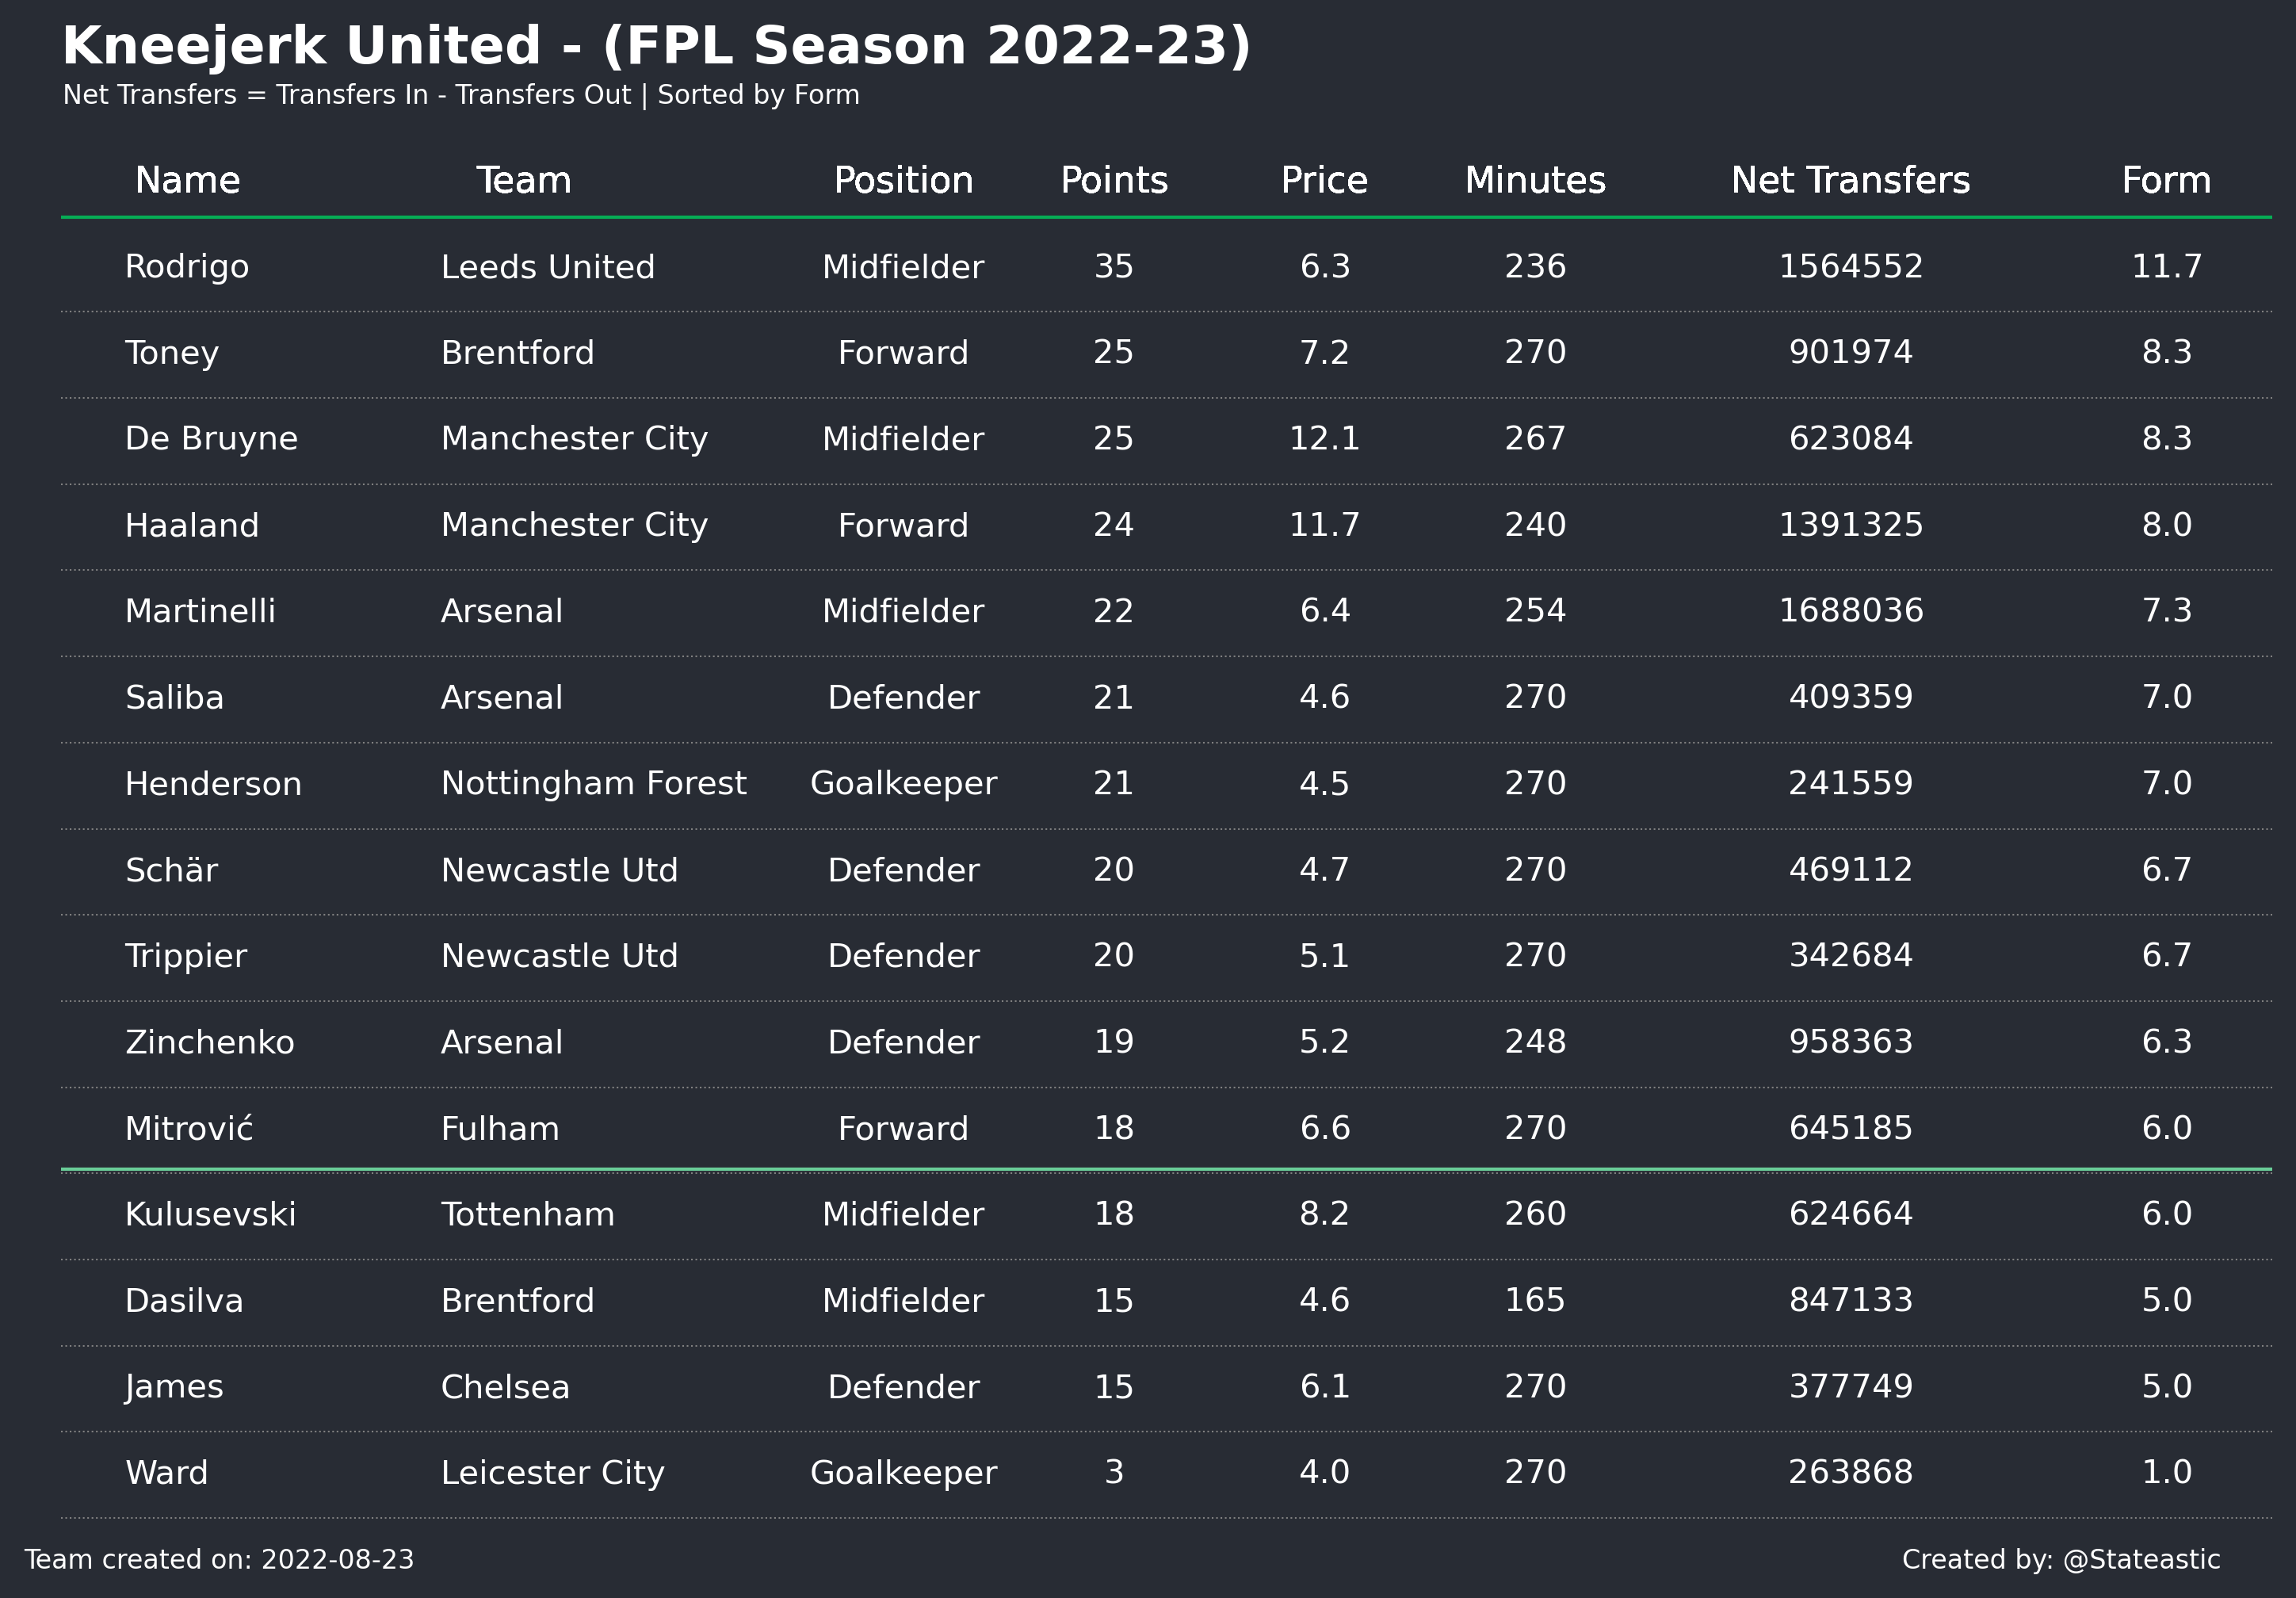 Kneejerk United - (FPL Season 2022-23)
Net Transfers = Transfers In - Transfers Out | Sorted by Form
Name Team Position Points Price Minutes Net Transfers Form
Rodrigo Leeds United Midfielder 35 6.3 236 1564552 11.7
Toney Brentford Forward 25 7.2 270 901974 8.3
De Bruyne Manchester City Midfielder 25 12.1 267 623084 8.3
Haaland Manchester City Forward 24 11.7 240 1391325 8.0
Martinelli Arsenal Midfielder 22 6.4 254 1688036 7.3
Saliba Arsenal Defender 21 4.6 270 409359 7.0
Henderson Nottingham Forest Goalkeeper 21 4.5 270 241559 7.0
Schär Newcastle Utd Defender 20 4.7 270 469112 6.7
Trippier Newcastle Utd Defender 20 5.1 270 342684 6.7
Zinchenko Arsenal Defender 19 5.2 248 958363 6.3
Mitrović Fulham Forward 18 6.6 270 645185 6.0
Kulusevski Tottenham Midfielder 18 8.2 260 624664 6.0
Dasilva Brentford Midfielder 15 4.6 165 847133 5.0
James Chelsea Defender 15 6.1 270 377749 5.0
Ward Leicester City Goalkeeper 3 4.0 270 263868 1.0
Team created on: 2022-08-23 Created by: @Stateastic